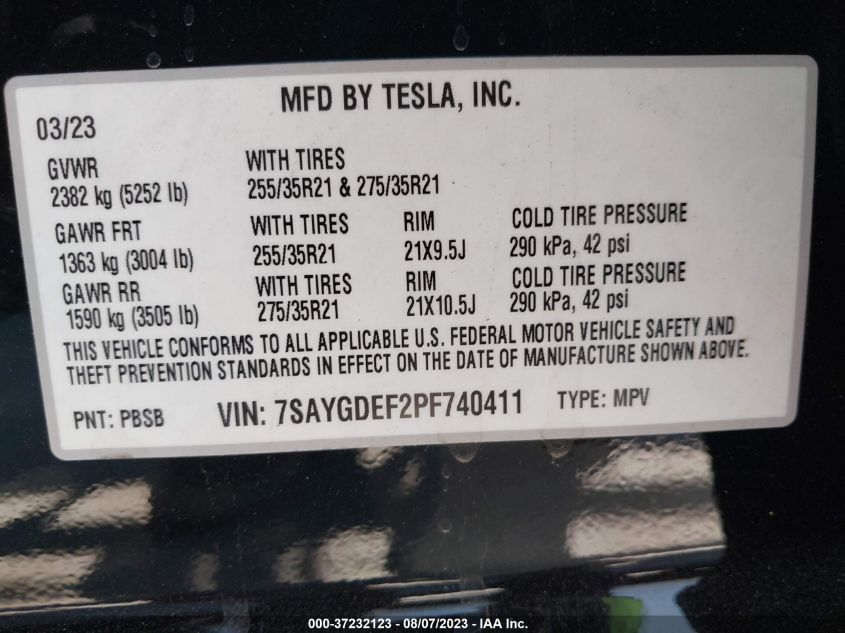 MFD BY TESLA, INC.
03/23
GVWR WITH TIRES
2382 kg (5252 lb) 255/35R21 & 275/35R21
GAWR FRT WITH TIRES RIM COLD TIRE PRESSURE
1363 kg (3004 lb) 255/35R21 21X9.5J 290 kPa, 42 psi
GAWR RR WITH TIRES RIM COLD TIRE PRESSURE
1590 kg (3505 lb) 275/35R21 21X10.5J 290 kPa, 42 psi
THIS VEHICLE CONFORMS TO ALL APPLICABLE U.S. FEDERAL MOTOR VEHICLE SAFETY AND
THEFT PREVENTION STANDARDS IN EFFECT ON THE DATE OF MANUFACTURE SHOWN ABOVE.
PNT: PBSB VIN: 7SAYGDEF2PF740411 TYPE: MPV
000-37232123 - 08/07/2023 - IAA Inc.